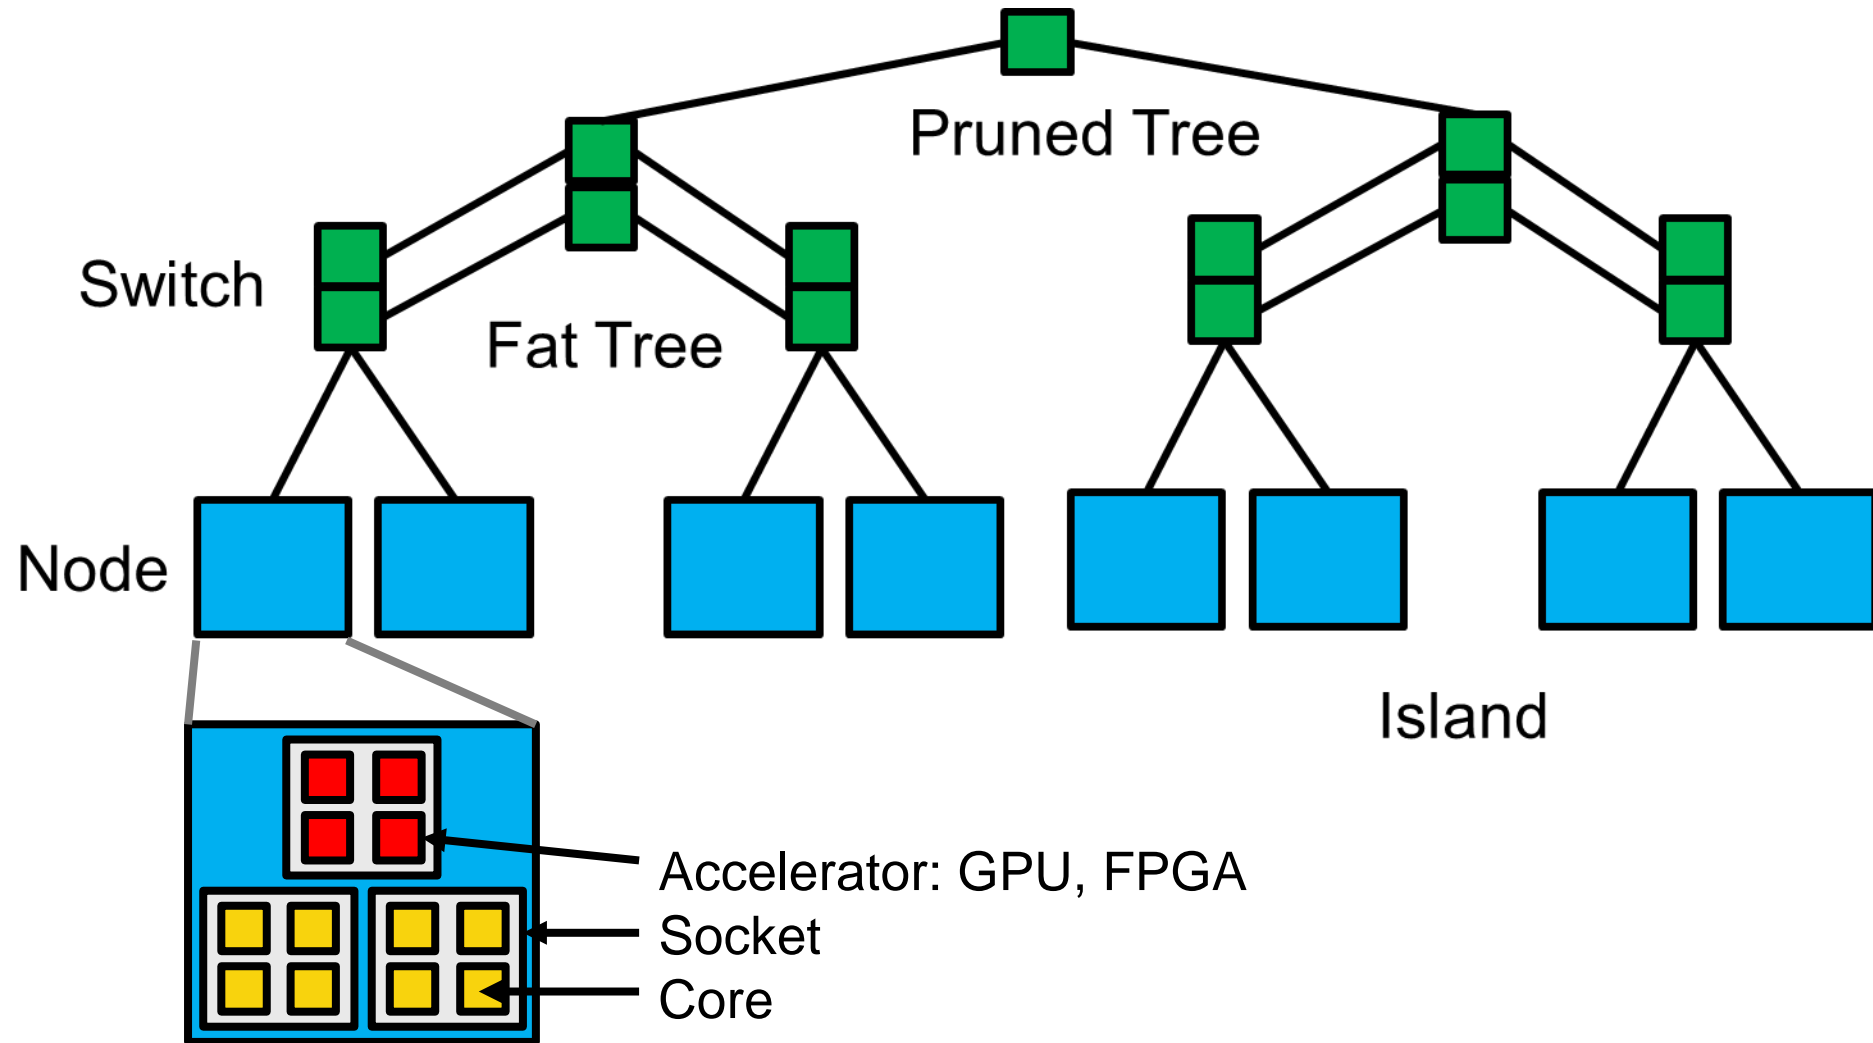 Pruned Tree
Switch
Fat Tree
Node
Island
Accelerator: GPU, FPGA
Socket
Core